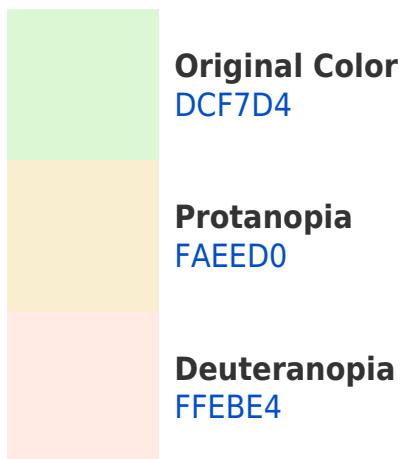 Original Color
DCF7D4
Protanopia
FAEED0
Deuteranopia
FFEBE4